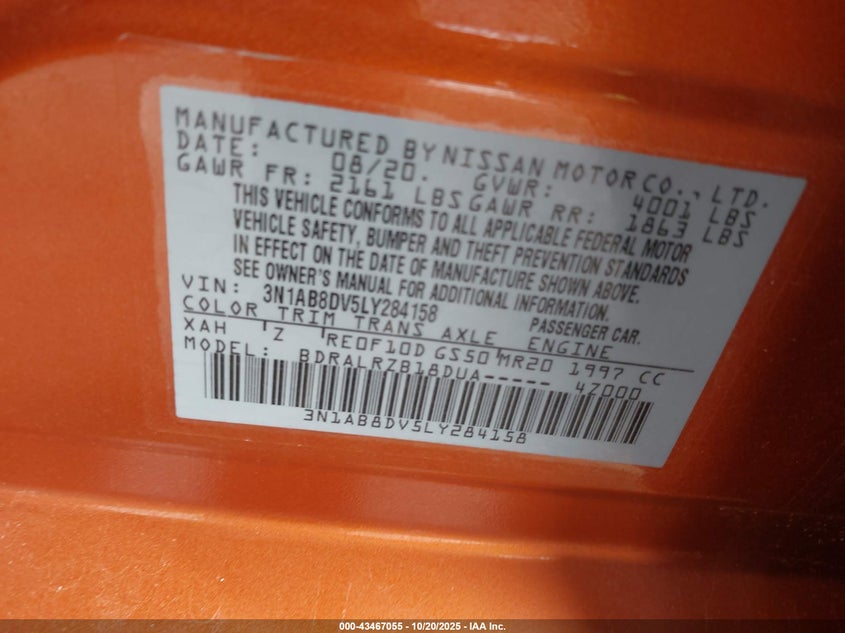 MANUFACTURED BY NISSAN MOTOR CO., LTD.
DATE: 08/20. GVWR: 4001 LBS
GAWR FR: 2161 LBS GAWR RR: 1863 LBS
THIS VEHICLE CONFORMS TO ALL APPLICABLE FEDERAL MOTOR
VEHICLE SAFETY, BUMPER AND THEFT PREVENTION STANDARDS
IN EFFECT ON THE DATE OF MANUFACTURE SHOWN ABOVE.
SEE OWNER'S MANUAL FOR ADDITIONAL INFORMATION.
VIN: 3N1AB8DV5LY284158 PASSENGER CAR.
COLOR TRIM TRANS AXLE ENGINE
XAH Z RE0F10D GS50 MR20 1997 CC
MODEL: BDRALRZB18DUA----- 4Z000
3N1AB8DV5LY284158
000-43467055 - 10/20/2025 - IAA Inc.